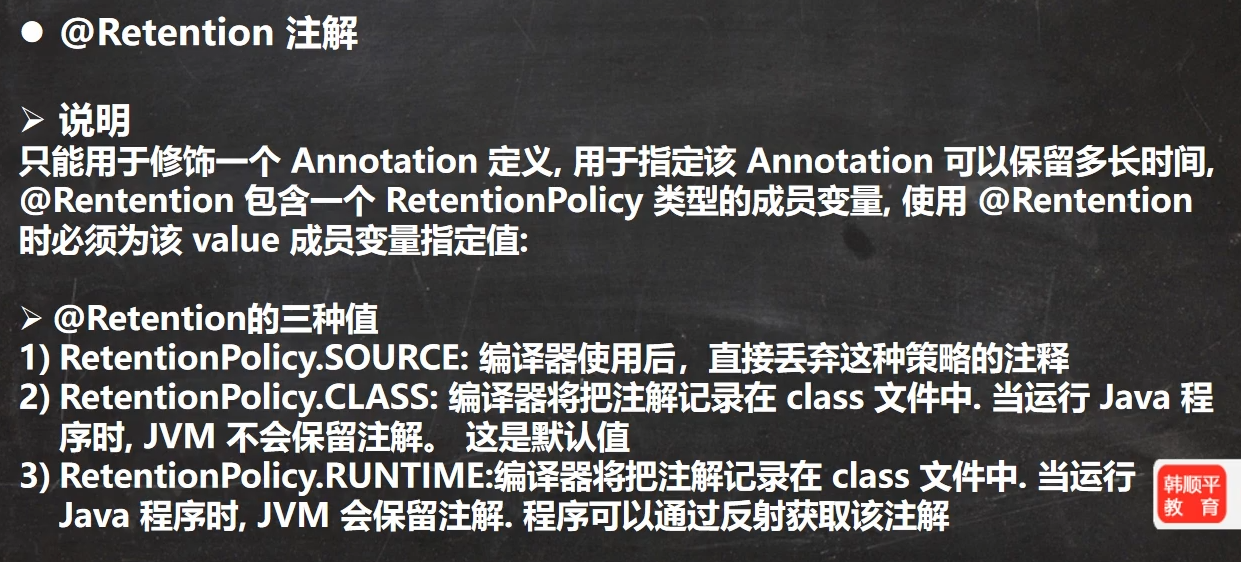 ● @Retention 注解
➢ 说明
只能用于修饰一个 Annotation 定义, 用于指定该 Annotation 可以保留多长时间,
@Rentention 包含一个 RetentionPolicy 类型的成员变量, 使用 @Rentention
时必须为该 value 成员变量指定值:
➢ @Retention的三种值
1) RetentionPolicy.SOURCE: 编译器使用后，直接丢弃这种策略的注释
2) RetentionPolicy.CLASS: 编译器将把注解记录在 class 文件中. 当运行 Java 程
序时, JVM 不会保留注解。 这是默认值
3) RetentionPolicy.RUNTIME:编译器将把注解记录在 class 文件中. 当运行
Java 程序时, JVM 会保留注解. 程序可以通过反射获取该注解
韩顺平
教 育